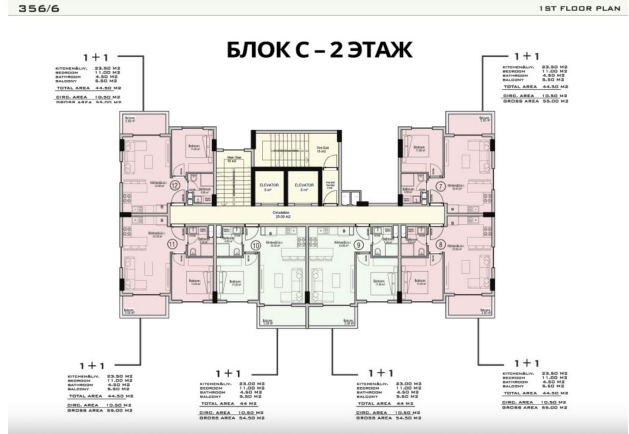 356/6
1ST FLOOR PLAN
БЛОК С – 2 ЭТАЖ
1+1
KITCHEN&LIV. 23.50 M2
BEDROOM 11.00 M2
BATHROOM 4.50 M2
BALCONY 5.50 M2
TOTAL AREA 44.50 M2
CIRC. AREA 10.50 M2
GROSS AREA 55.00 M2
1+1
KITCHEN&LIV. 23.50 M2
BEDROOM 11.00 M2
BATHROOM 4.50 M2
BALCONY 5.50 M2
TOTAL AREA 44.50 M2
CIRC. AREA 10.50 M2
GROSS AREA 55.00 M2
ELEVATOR
ELEVATOR
12
7
Circulation
11
10
9
8
1+1
KITCHEN&LIV. 23.50 M2
BEDROOM 11.00 M2
BATHROOM 4.50 M2
BALCONY 5.50 M2
TOTAL AREA 44.50 M2
CIRC. AREA 10.50 M2
GROSS AREA 55.00 M2
1+1
KITCHEN&LIV. 23.00 M2
BEDROOM 11.00 M2
BATHROOM 4.50 M2
BALCONY 5.50 M2
TOTAL AREA 44 M2
CIRC. AREA 10.50 M2
GROSS AREA 54.50 M2
1+1
KITCHEN&LIV. 23.00 M2
BEDROOM 11.00 M2
BATHROOM 4.50 M2
BALCONY 5.50 M2
TOTAL AREA 44 M2
CIRC. AREA 10.50 M2
GROSS AREA 54.50 M2
1+1
KITCHEN&LIV. 23.50 M2
BEDROOM 11.00 M2
BATHROOM 4.50 M2
BALCONY 5.50 M2
TOTAL AREA 44.50 M2
CIRC. AREA 10.50 M2
GROSS AREA 55.00 M2